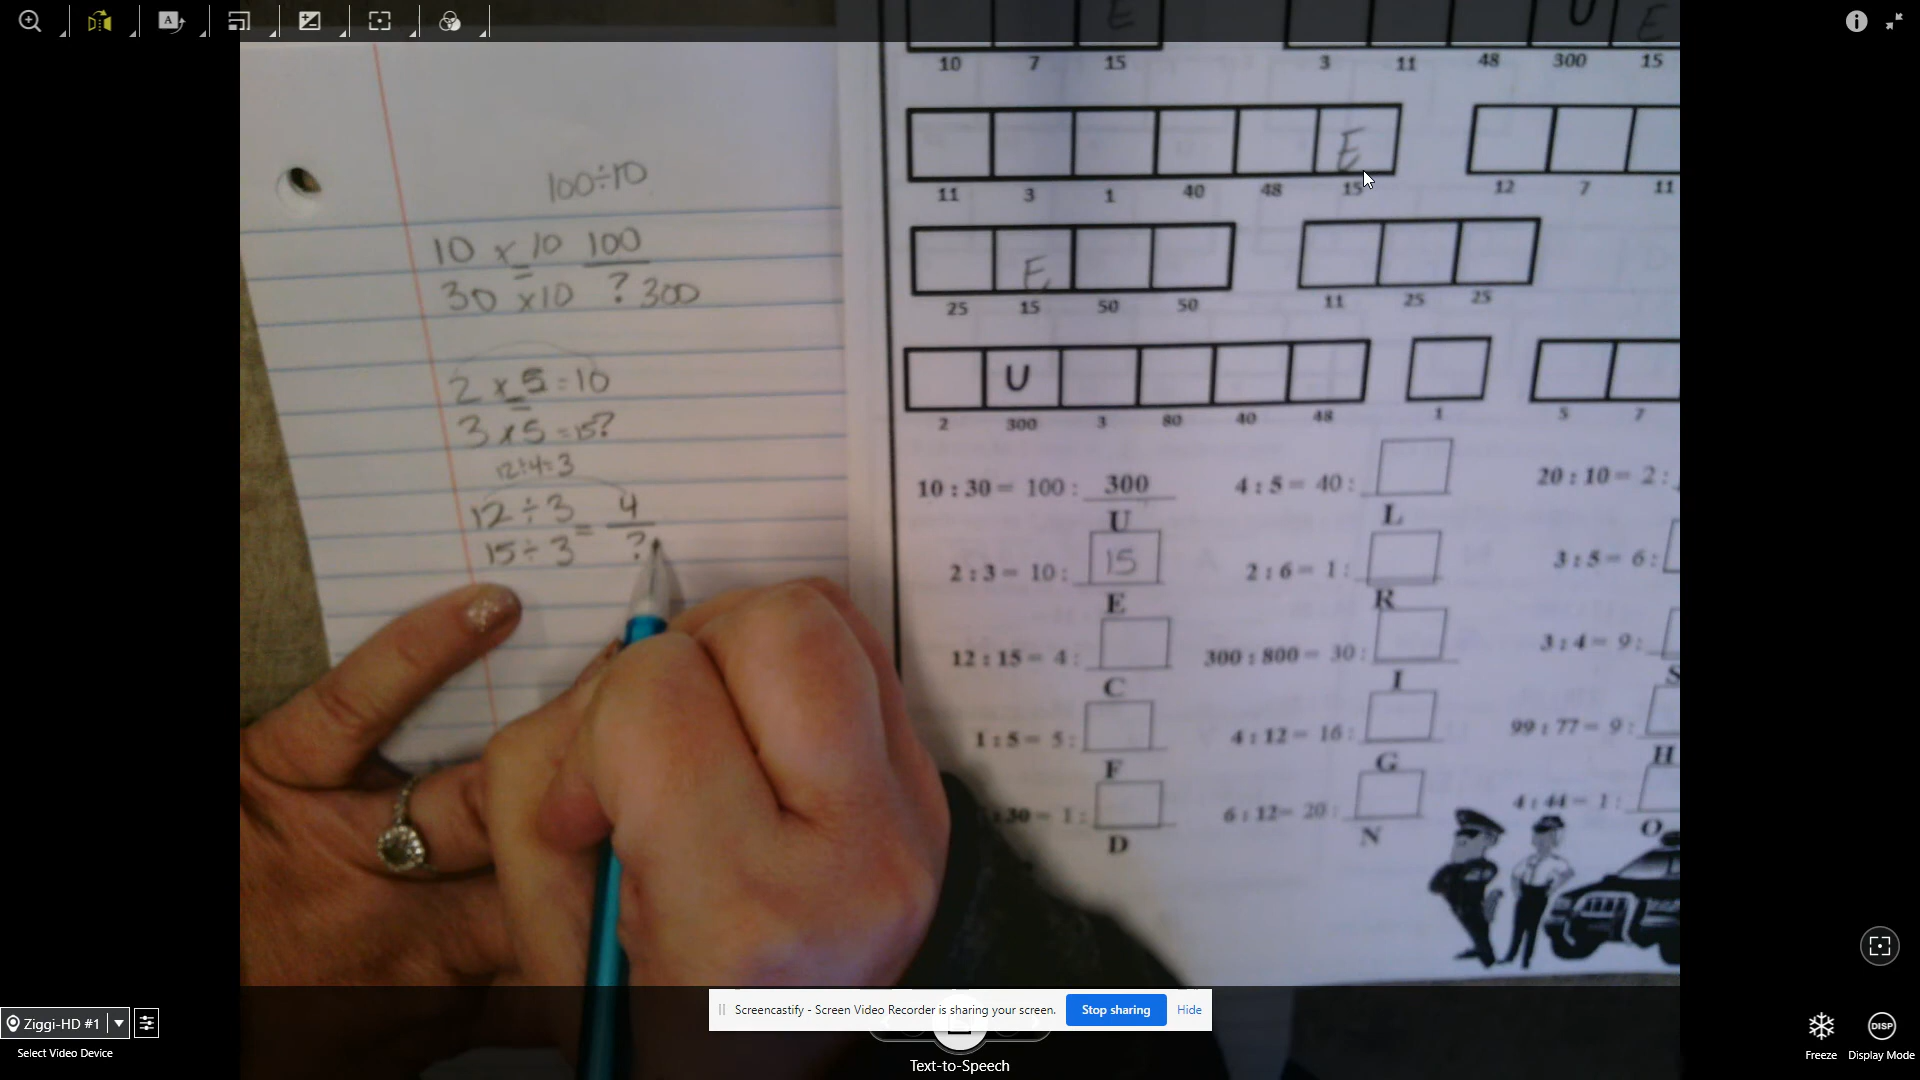 E U E
10 7 15 3 11 48 300 15
E
11 3 1 40 48 15 12 7 11
E
25 15 50 50 11 25 25
U
2 300 3 80 40 48 1 5 7
10 : 30 = 100 : 300 4 : 5 = 40 : 20 : 10 = 2 :
U L
2 : 3 = 10 : 15 2 : 6 = 1 : 3 : 5 = 6 :
E R
12 : 15 = 4 : 300 : 800 = 30 : 3 : 4 = 9 :
C I S
1 : 5 = 5 : 4 : 12 = 16 : 99 : 77 = 9 :
F G H
: 30 = 1 : 6 : 12 = 20 : 4 : 44 = 1 :
D N O
100÷10
10 x 10 100
=
30 x10 ? 300
2 x 5 = 10
=
3 x 5 = 15?
12÷4=3
12 ÷ 3 = 4
15 ÷ 3 ?
Ziggi-HD #1
Select Video Device
Screencastify - Screen Video Recorder is sharing your screen. Stop sharing Hide
Text-to-Speech
DISP
Freeze Display Mode